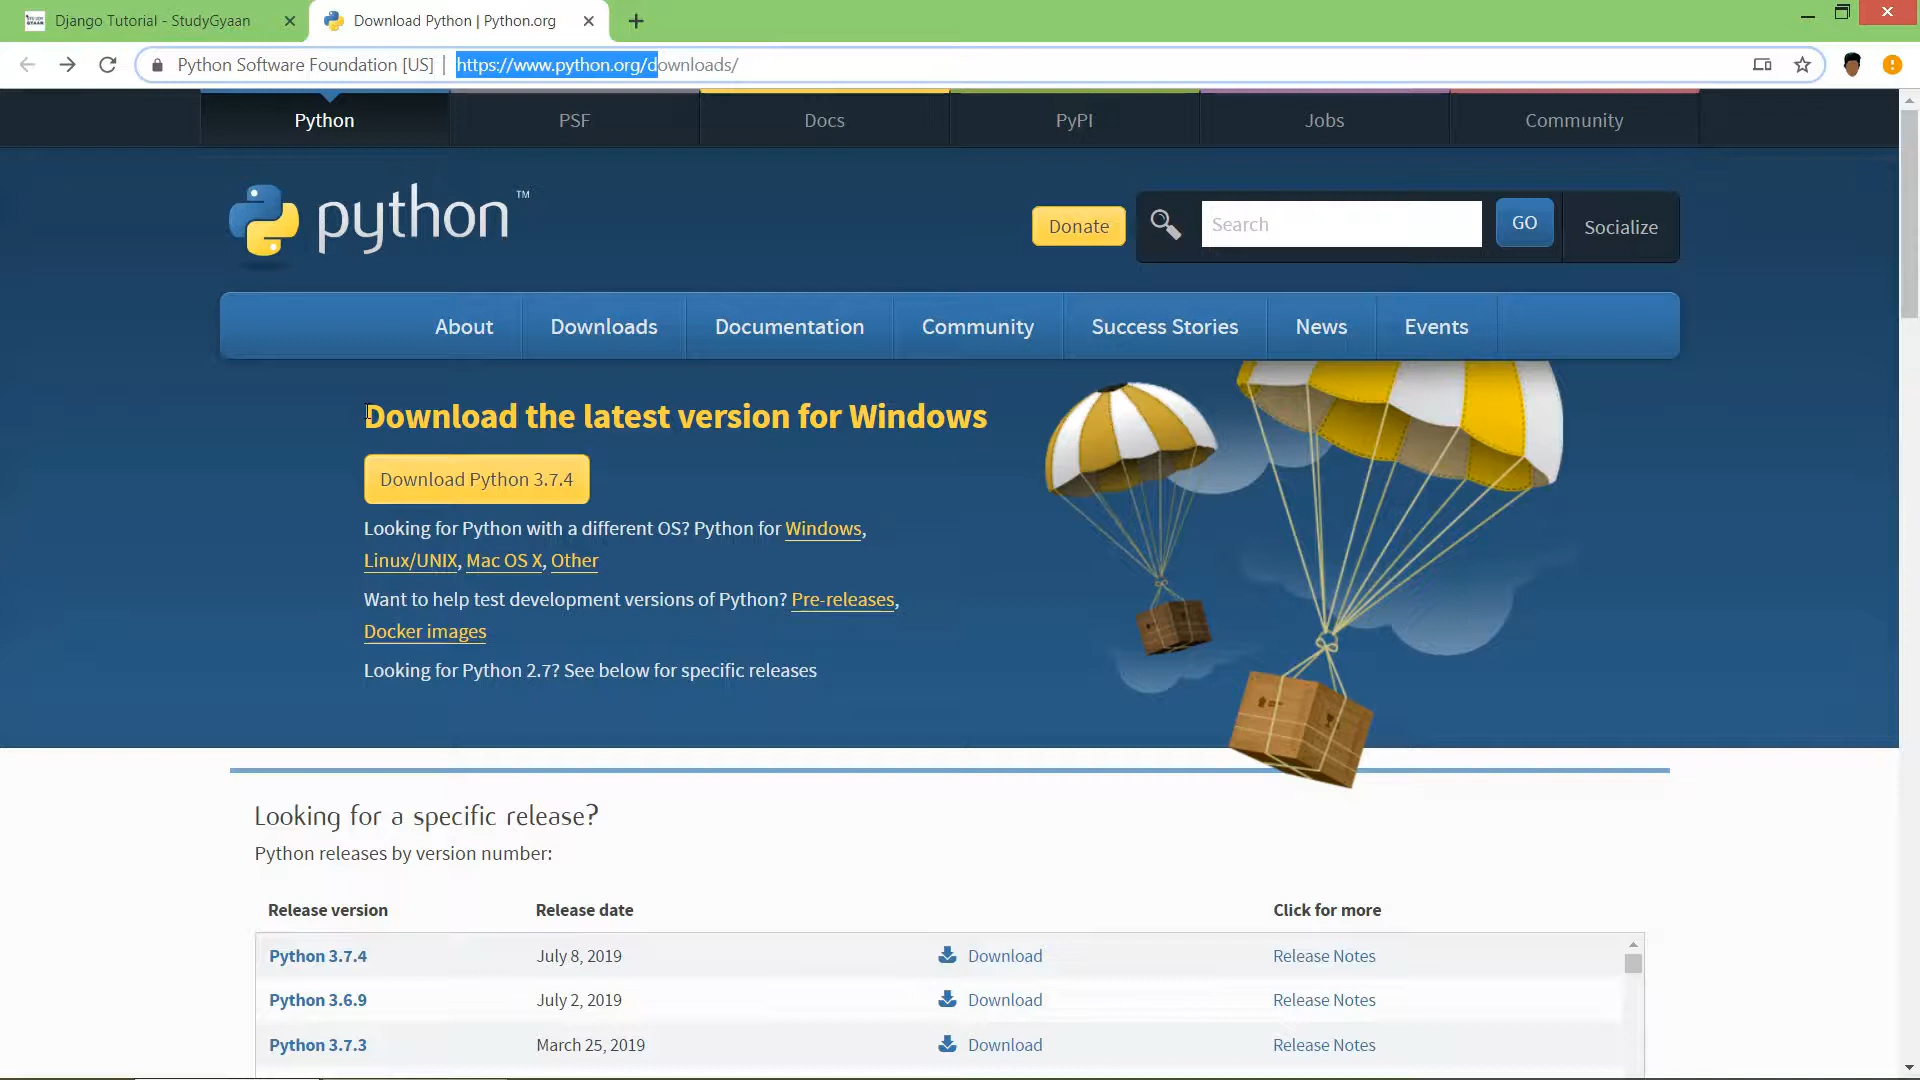 Django Tutorial - StudyGyaan
Download Python | Python.org
Python Software Foundation [US] | https://www.python.org/downloads/
Python PSF Docs PyPI Jobs Community
python™
Donate Search GO Socialize
About Downloads Documentation Community Success Stories News Events
Download the latest version for Windows
Download Python 3.7.4
Looking for Python with a different OS? Python for Windows,
Linux/UNIX, Mac OS X, Other
Want to help test development versions of Python? Pre-releases,
Docker images
Looking for Python 2.7? See below for specific releases
Looking for a specific release?
Python releases by version number:
Release version Release date Click for more
Python 3.7.4 July 8, 2019 Download Release Notes
Python 3.6.9 July 2, 2019 Download Release Notes
Python 3.7.3 March 25, 2019 Download Release Notes